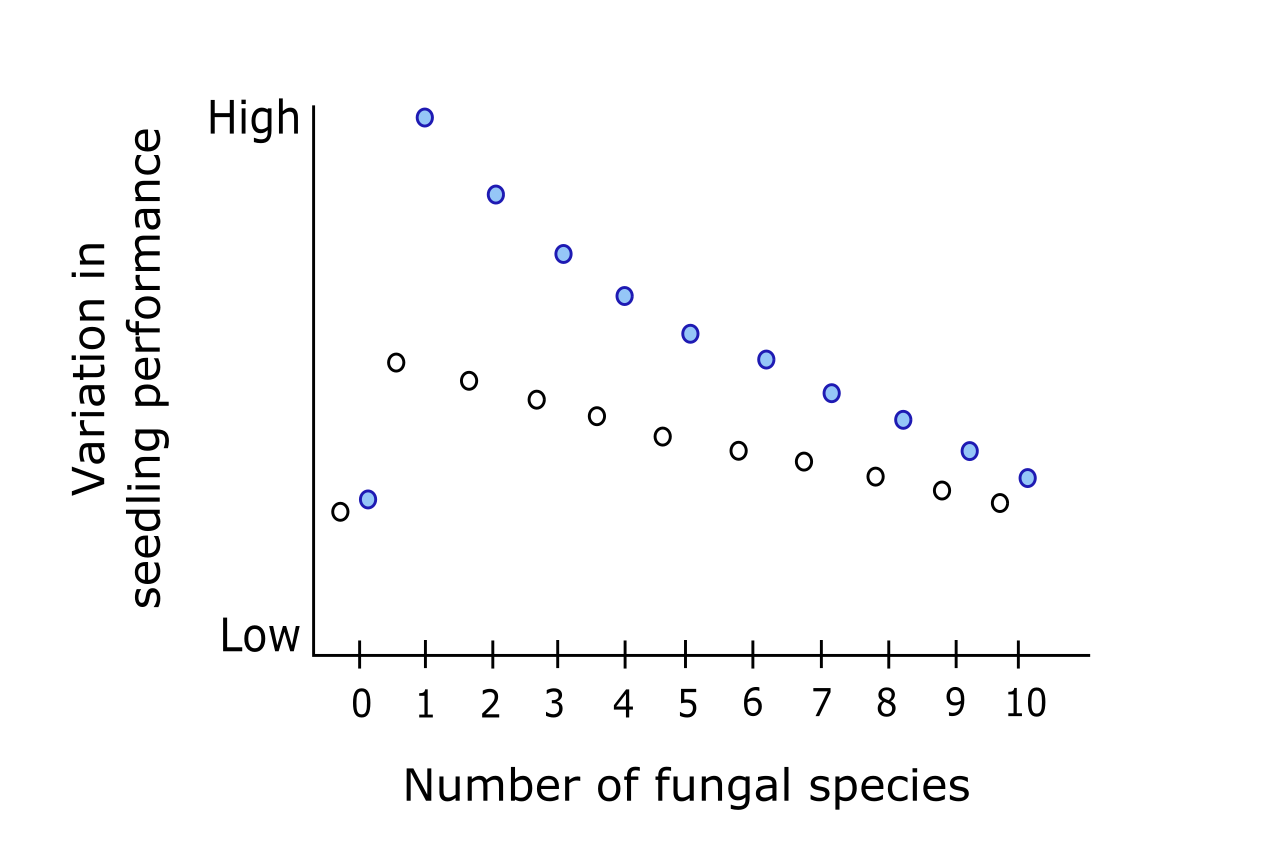 Variation in
seedling performance
High
Low
0 1 2 3 4 5 6 7 8 9 10
Number of fungal species